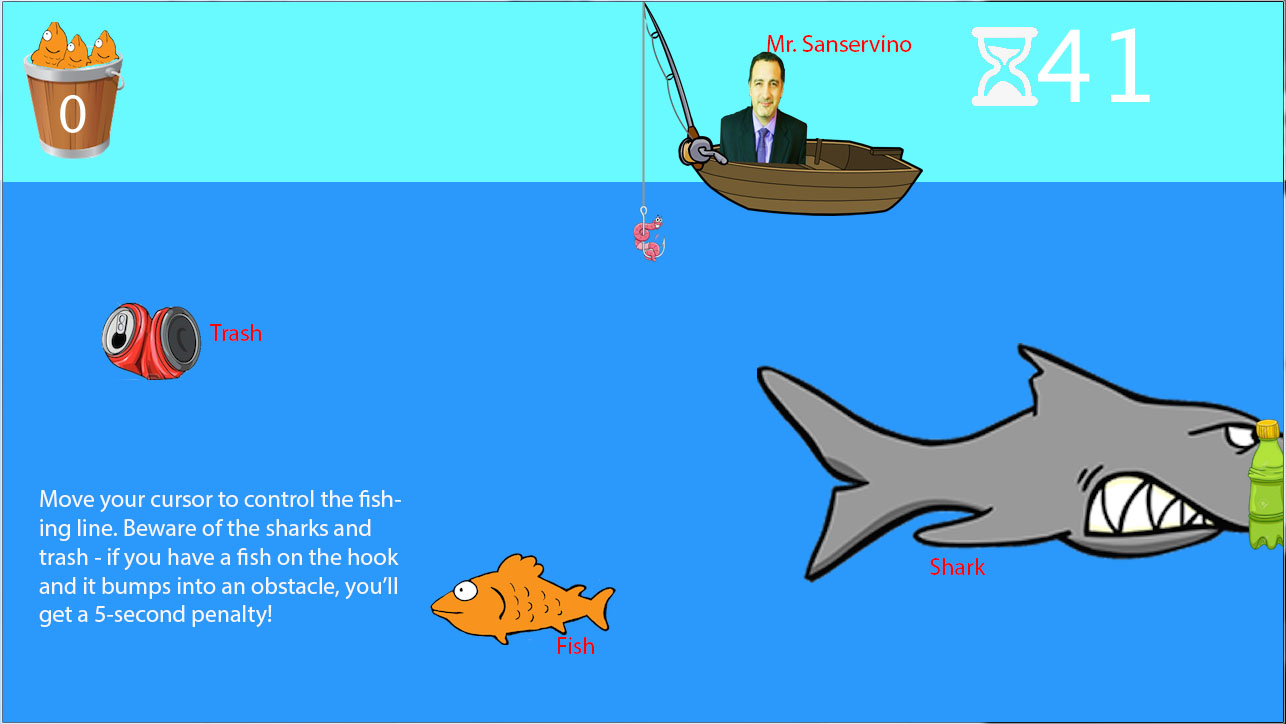 Mr. Sanservino
41
0
Trash
Move your cursor to control the fish-
ing line. Beware of the sharks and
trash - if you have a fish on the hook
and it bumps into an obstacle, you’ll
get a 5-second penalty!
Shark
Fish